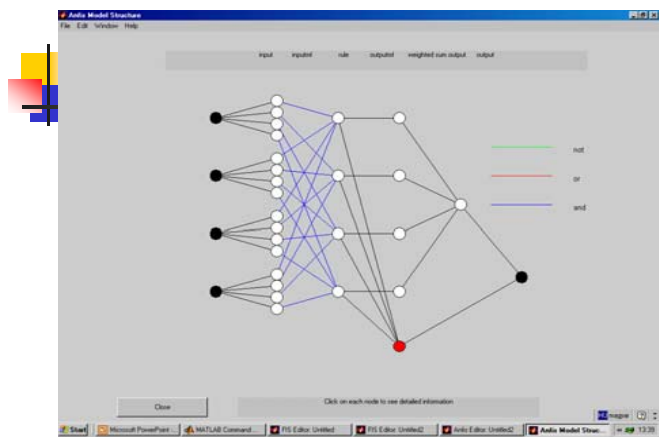 Anfis Model Structure
File Edit Window Help
input inputmf rule outputmf weighted sum output output
not
or
and
Close
Click on each node to see detailed information
HU magyar
Start Microsoft PowerPoint -... MATLAB Command... FIS Editor: Untitled FIS Editor: Untitled2 Anfis Editor: Untitled2 Anfis Model Struc... 13:39